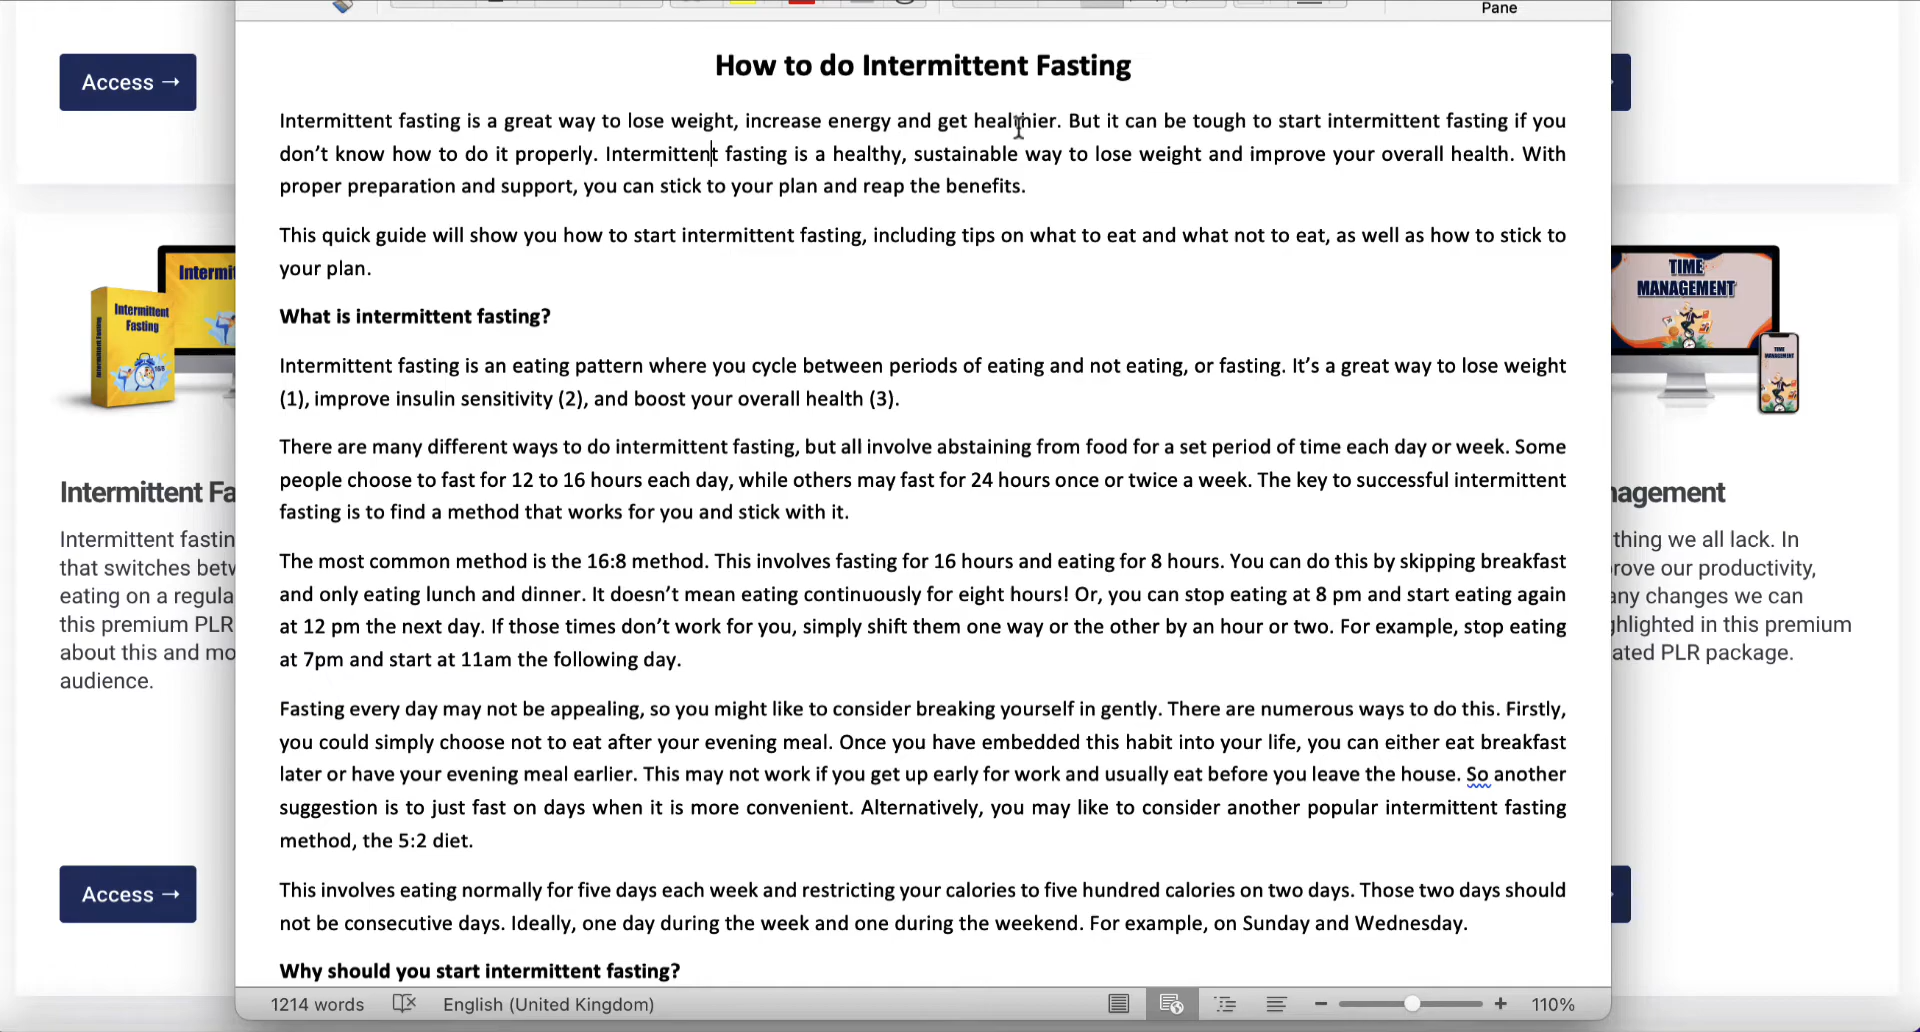 Pane
Access →
How to do Intermittent Fasting
Intermittent fasting is a great way to lose weight, increase energy and get healthier. But it can be tough to start intermittent fasting if you
don’t know how to do it properly. Intermittent fasting is a healthy, sustainable way to lose weight and improve your overall health. With
proper preparation and support, you can stick to your plan and reap the benefits.
This quick guide will show you how to start intermittent fasting, including tips on what to eat and what not to eat, as well as how to stick to
your plan.
What is intermittent fasting?
Intermittent fasting is an eating pattern where you cycle between periods of eating and not eating, or fasting. It’s a great way to lose weight
(1), improve insulin sensitivity (2), and boost your overall health (3).
There are many different ways to do intermittent fasting, but all involve abstaining from food for a set period of time each day or week. Some
people choose to fast for 12 to 16 hours each day, while others may fast for 24 hours once or twice a week. The key to successful intermittent
fasting is to find a method that works for you and stick with it.
The most common method is the 16:8 method. This involves fasting for 16 hours and eating for 8 hours. You can do this by skipping breakfast
and only eating lunch and dinner. It doesn’t mean eating continuously for eight hours! Or, you can stop eating at 8 pm and start eating again
at 12 pm the next day. If those times don’t work for you, simply shift them one way or the other by an hour or two. For example, stop eating
at 7pm and start at 11am the following day.
Fasting every day may not be appealing, so you might like to consider breaking yourself in gently. There are numerous ways to do this. Firstly,
you could simply choose not to eat after your evening meal. Once you have embedded this habit into your life, you can either eat breakfast
later or have your evening meal earlier. This may not work if you get up early for work and usually eat before you leave the house. So another
suggestion is to just fast on days when it is more convenient. Alternatively, you may like to consider another popular intermittent fasting
method, the 5:2 diet.
This involves eating normally for five days each week and restricting your calories to five hundred calories on two days. Those two days should
not be consecutive days. Ideally, one day during the week and one during the weekend. For example, on Sunday and Wednesday.
Why should you start intermittent fasting?
1214 words
English (United Kingdom)
110%
Intermi
Intermittent
Fasting
Intermittent Fa
Intermittent fastin
that switches betw
eating on a regula
this premium PLR
about this and mo
audience.
Access →
TIME
MANAGEMENT
TIME
MANAGEMENT
nagement
thing we all lack. In
rove our productivity,
any changes we can
ghlighted in this premium
ated PLR package.